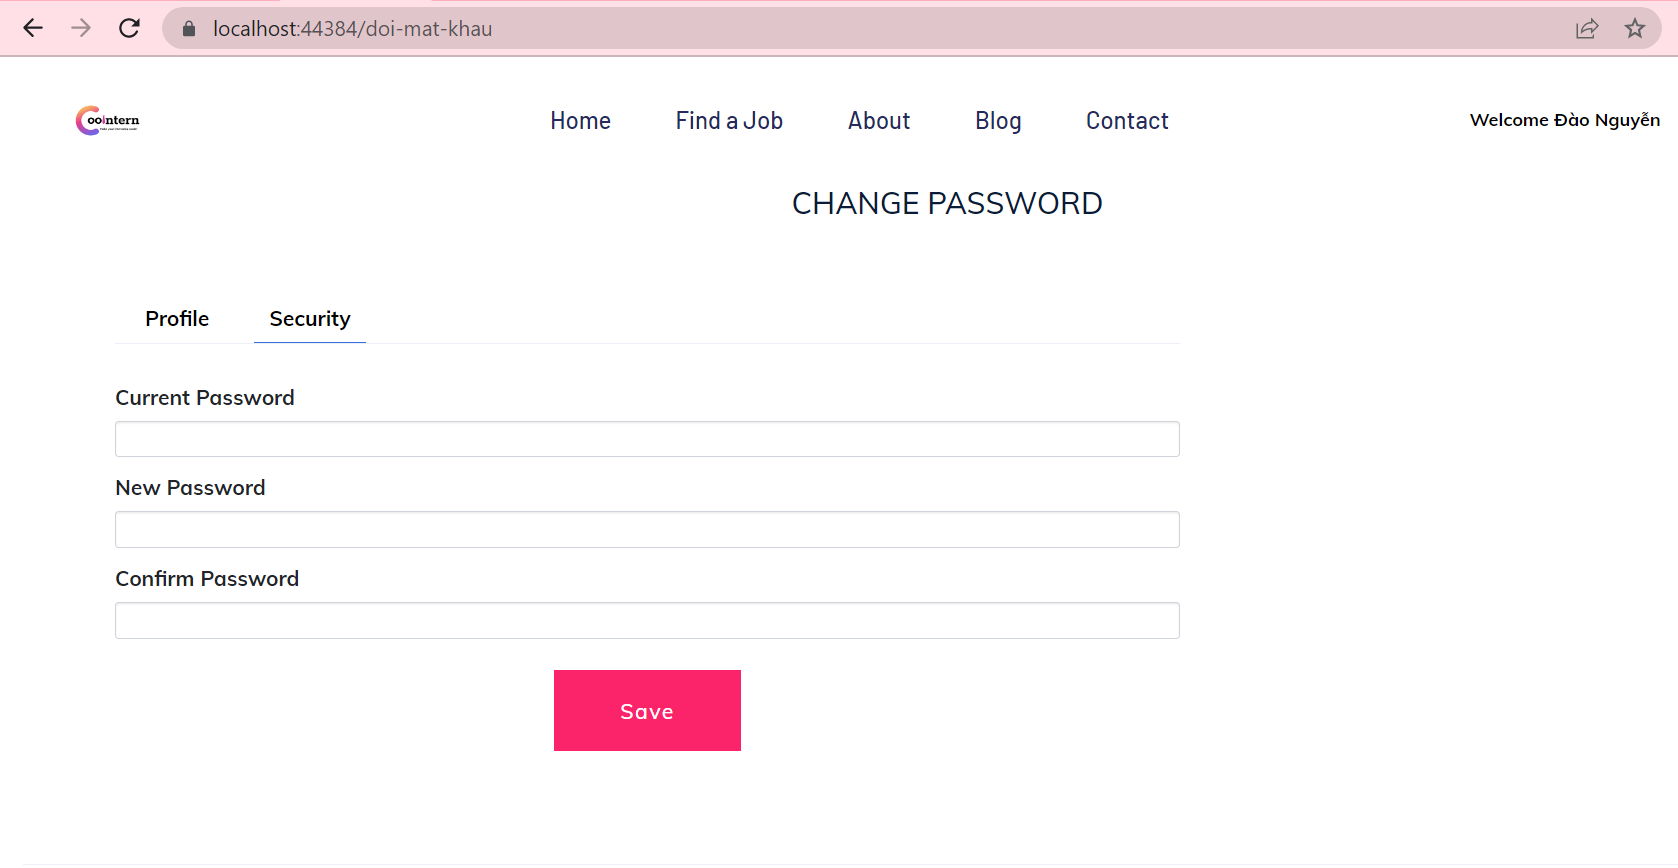 localhost:44384/doi-mat-khau
Coointern
Home Find a Job About Blog Contact Welcome Đào Nguyễn
CHANGE PASSWORD
Profile Security
Current Password
New Password
Confirm Password
Save